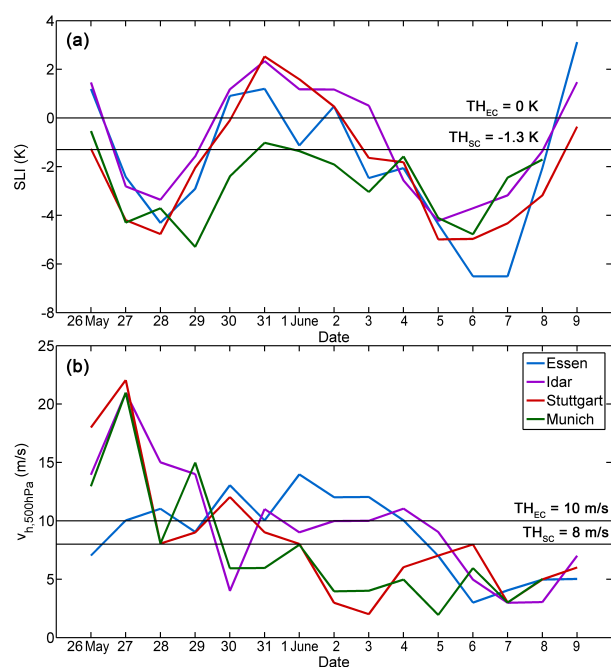 (a)
SLI (K)
4
2
0
-2
-4
-6
-8
TH_EC = 0 K
TH_SC = -1.3 K
26 May 27 28 29 30 31 1 June 2 3 4 5 6 7 8 9
Date
(b)
v_h,500hPa (m/s)
25
20
15
10
5
0
Essen
Idar
Stuttgart
Munich
TH_EC = 10 m/s
TH_SC = 8 m/s
26 May 27 28 29 30 31 1 June 2 3 4 5 6 7 8 9
Date